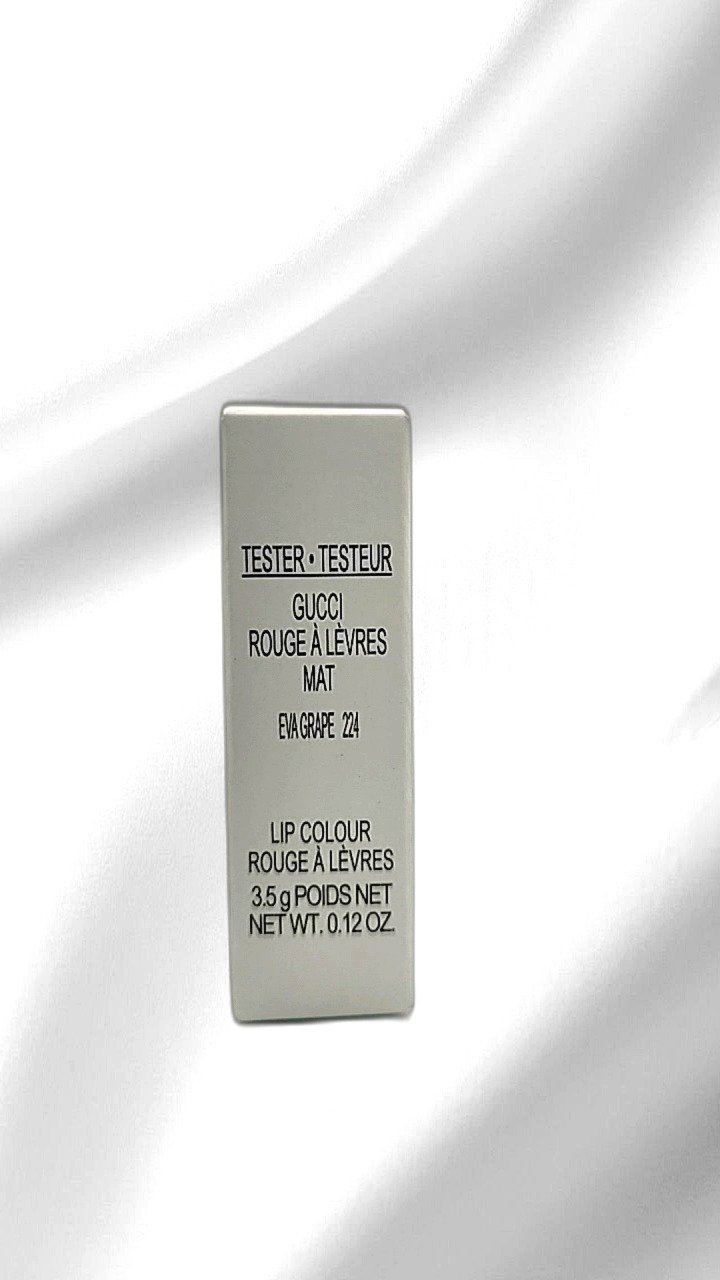 TESTER • TESTEUR
GUCCI
ROUGE À LÈVRES
MAT
EVA GRAPE 224
LIP COLOUR
ROUGE À LÈVRES
3.5 g POIDS NET
NET WT. 0.12 OZ.